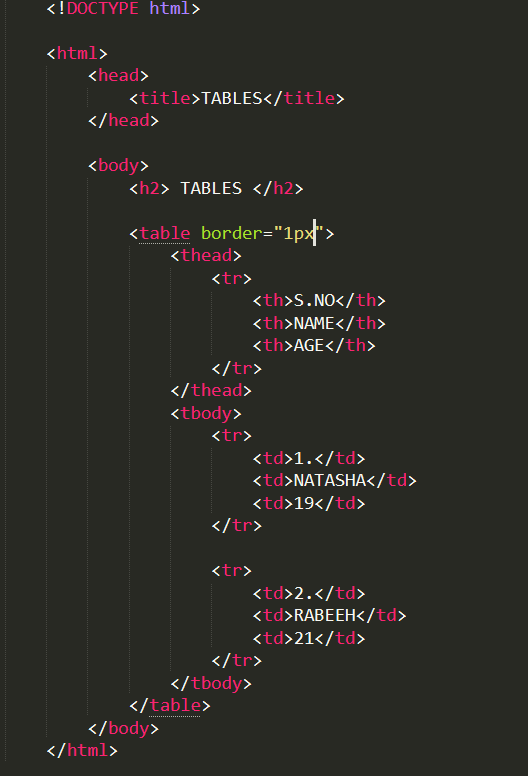 <!DOCTYPE html>
<html>
<head>
<title>TABLES</title>
</head>
<body>
<h2> TABLES </h2>
<table border="1px">
<thead>
<tr>
<th>S.NO</th>
<th>NAME</th>
<th>AGE</th>
</tr>
</thead>
<tbody>
<tr>
<td>1.</td>
<td>NATASHA</td>
<td>19</td>
</tr>
<tr>
<td>2.</td>
<td>RABEEH</td>
<td>21</td>
</tr>
</tbody>
</table>
</body>
</html>